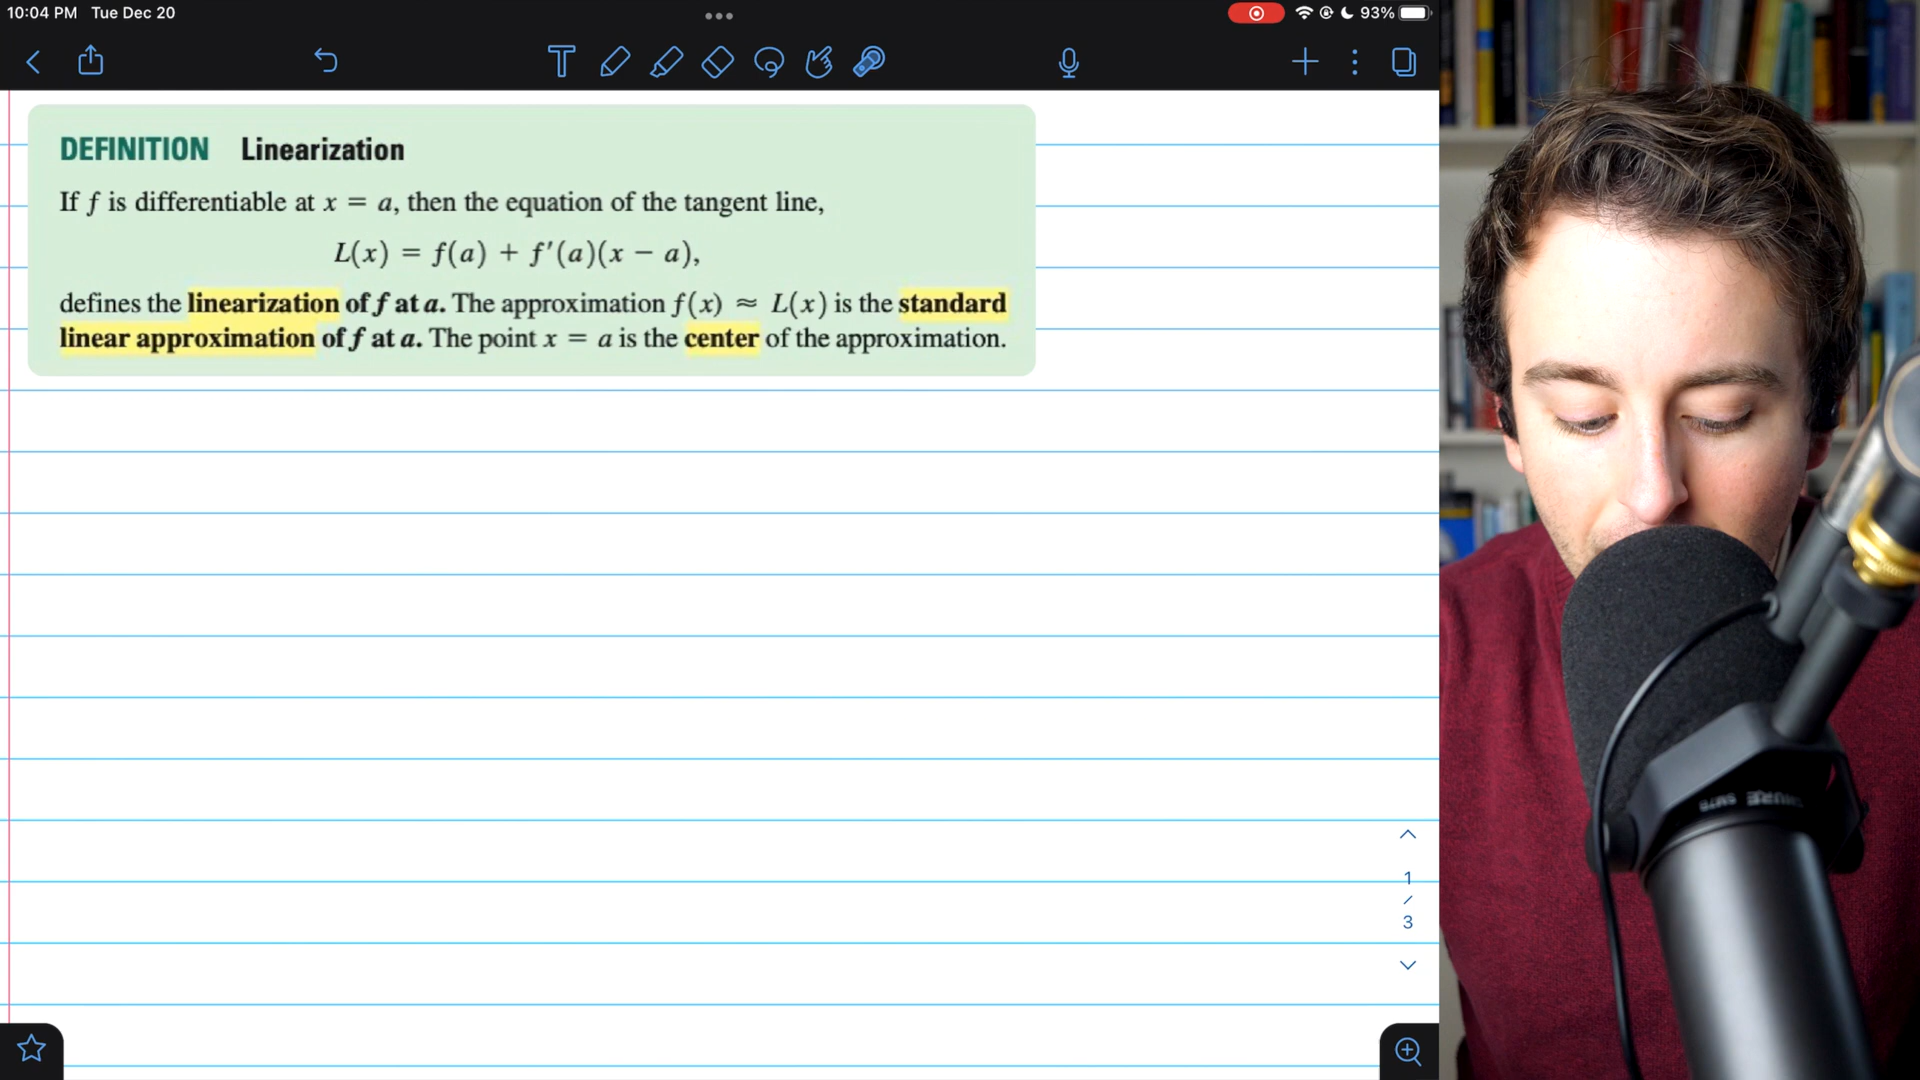 10:04 PM Tue Dec 20
93%
DEFINITION Linearization
If f is differentiable at x = a, then the equation of the tangent line,
L(x) = f(a) + f′(a)(x − a),
defines the linearization of f at a. The approximation f(x) ≈ L(x) is the standard
linear approximation of f at a. The point x = a is the center of the approximation.
1
/
3
SHURE SM7B